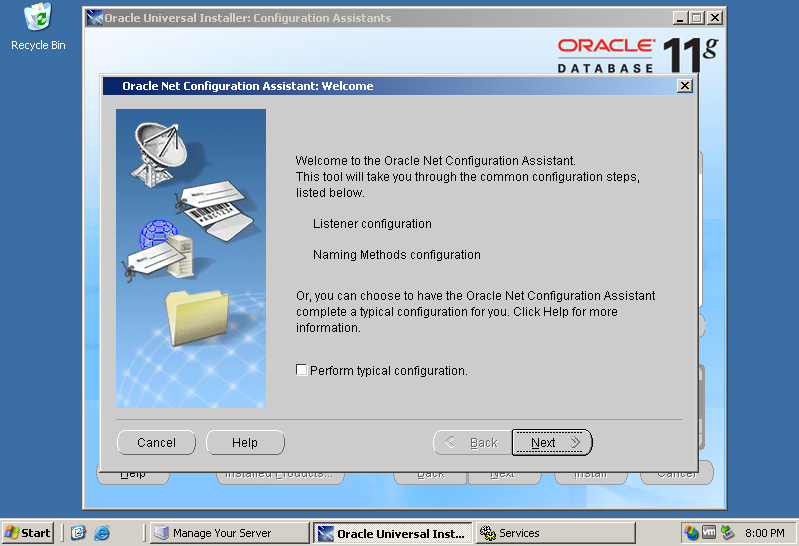 Recycle Bin
Oracle Universal Installer: Configuration Assistants
ORACLE
DATABASE
11g
Oracle Net Configuration Assistant: Welcome
Welcome to the Oracle Net Configuration Assistant.
This tool will take you through the common configuration steps,
listed below.
Listener configuration
Naming Methods configuration
Or, you can choose to have the Oracle Net Configuration Assistant
complete a typical configuration for you. Click Help for more
information.
Perform typical configuration.
Cancel
Help
Back
Next
Help
Installed Products...
Back
Next
Install
Cancel
Start
Manage Your Server
Oracle Universal Inst...
Services
vm
8:00 PM